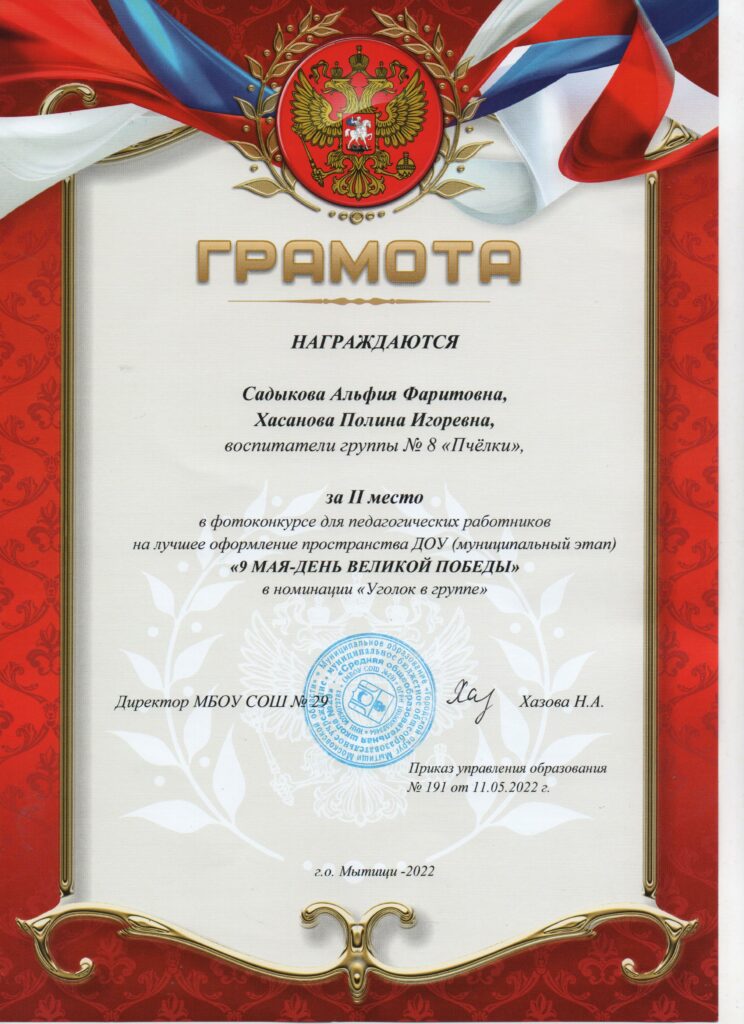 ГРАМОТА
НАГРАЖДАЮТСЯ
Садыкова Альфия Фаритовна,
Хасанова Полина Игоревна,
воспитатели группы № 8 «Пчёлки»,
за II место
в фотоконкурсе для педагогических работников
на лучшее оформление пространства ДОУ (муниципальный этап)
«9 МАЯ-ДЕНЬ ВЕЛИКОЙ ПОБЕДЫ»
в номинации «Уголок в группе»
Директор МБОУ СОШ № 29
Хазова Н.А.
Приказ управления образования
№ 191 от 11.05.2022 г.
г.о. Мытищи -2022